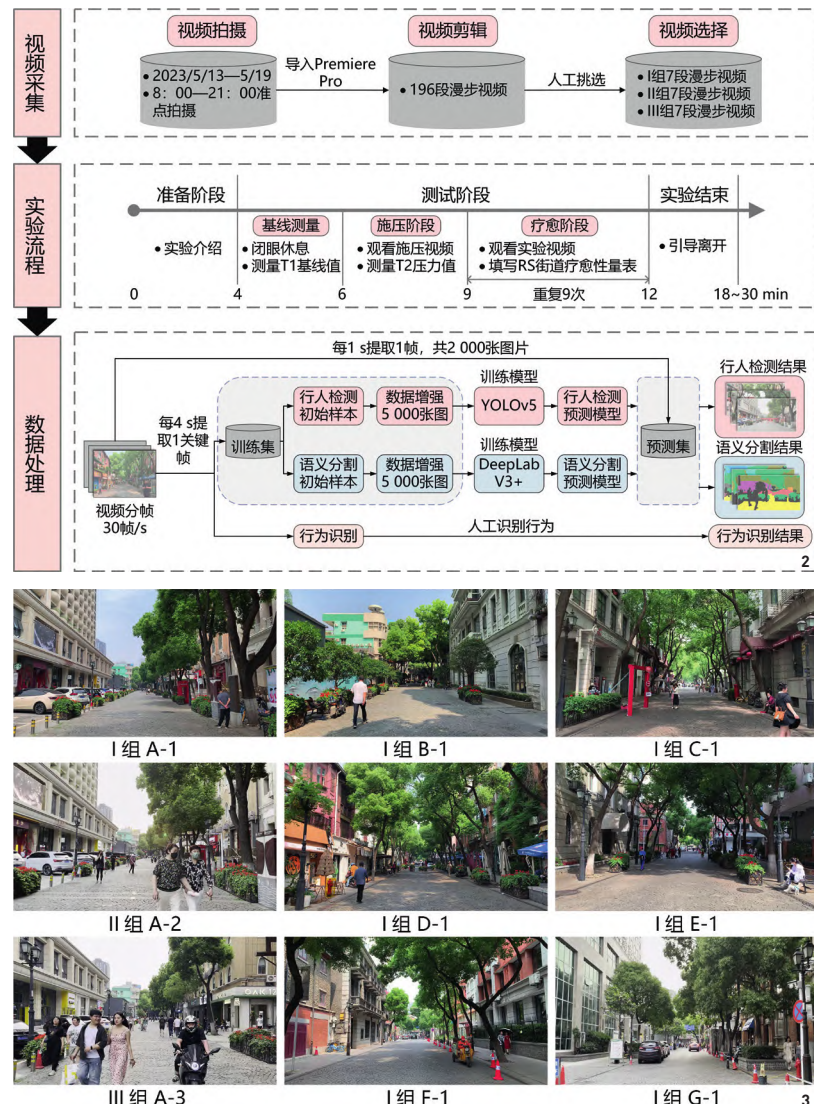 视频采集
视频拍摄
2023/5/13—5/19
8：00—21：00准
点拍摄
导入Premiere
Pro
视频剪辑
196段漫步视频
人工挑选
视频选择
I组7段漫步视频
II组7段漫步视频
III组7段漫步视频
实验流程
准备阶段
测试阶段
实验结束
实验介绍
基线测量
闭眼休息
测量T1基线值
施压阶段
观看施压视频
测量T2压力值
疗愈阶段
观看实验视频
填写RS街道疗愈性量表
引导离开
0
4
6
9
重复9次
12
18~30 min
数据处理
每1 s提取1帧，共2 000张图片
每4 s提
取1关键
帧
视频分帧
30帧/s
训练集
行人检测
初始样本
数据增强
5 000张图
训练模型
YOLOv5
行人检测
预测模型
语义分割
初始样本
数据增强
5 000张图
训练模型
DeepLab
V3+
语义分割
预测模型
预测集
行人检测结果
语义分割结果
行为识别
人工识别行为
行为识别结果
2
I 组 A-1
I 组 B-1
I 组 C-1
II 组 A-2
I 组 D-1
I 组 E-1
OAK
III 组 A-3
I 组 F-1
I 组 G-1
3